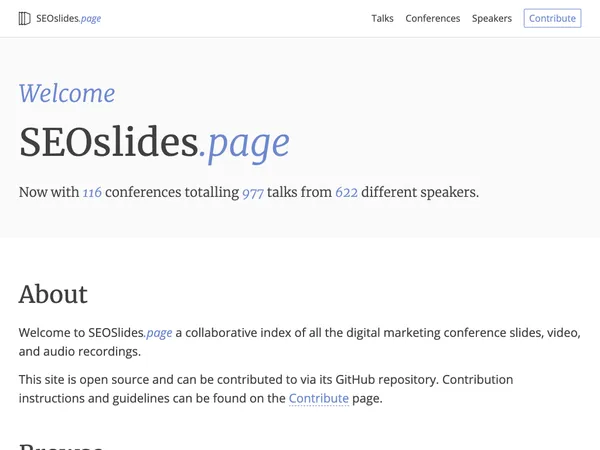 SEOslides.page
Talks Conferences Speakers Contribute
Welcome
SEOslides.page
Now with 116 conferences totalling 977 talks from 622 different speakers.
About
Welcome to SEOSlides.page a collaborative index of all the digital marketing conference slides, video,
and audio recordings.
This site is open source and can be contributed to via its GitHub repository. Contribution
instructions and guidelines can be found on the Contribute page.
Browse